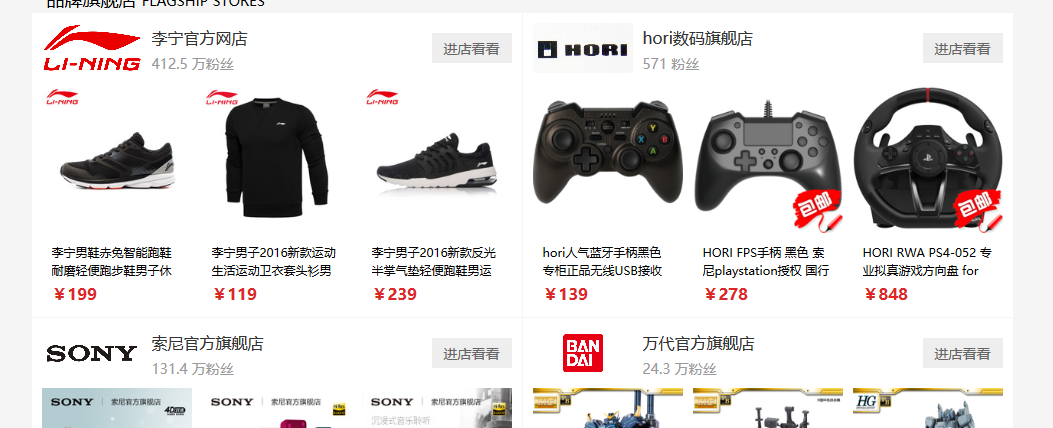 品牌旗舰店 FLAGSHIP STORES
LI-NING
李宁官方网店
412.5 万粉丝
进店看看
LI-NING
LI-NING
LI-NING
李宁男鞋赤兔智能跑鞋
耐磨轻便跑步鞋男子休
￥199
李宁男子2016新款运动
生活运动卫衣套头衫男
￥119
李宁男子2016新款反光
半掌气垫轻便跑鞋男运
￥239
HORI
hori数码旗舰店
571 粉丝
进店看看
Y
X
B
A
包邮
包邮
hori人气蓝牙手柄黑色
专柜正品无线USB接收
￥139
HORI FPS手柄 黑色 索
尼playstation授权 国行
￥278
HORI RWA PS4-052 专
业拟真游戏方向盘 for
￥848
SONY
索尼官方旗舰店
131.4 万粉丝
进店看看
SONY 索尼官方旗舰店
SONY 索尼官方旗舰店
SONY 索尼官方旗舰店
沉浸式音乐聆听
BAN
DAI
万代官方旗舰店
24.3 万粉丝
进店看看
HG